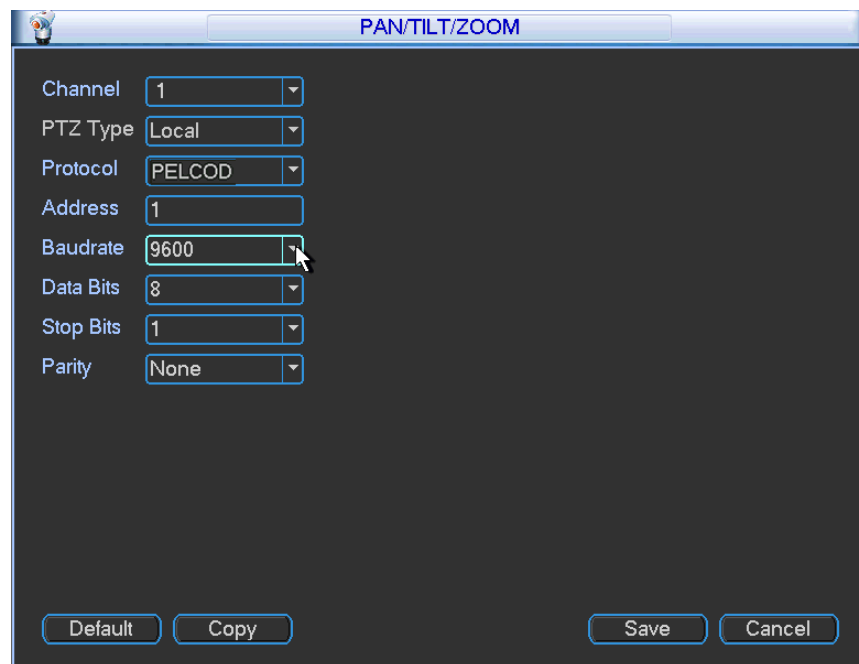 PAN/TILT/ZOOM
Channel 1
PTZ Type Local
Protocol PELCOD
Address 1
Baudrate 9600
Data Bits 8
Stop Bits 1
Parity None
Default Copy Save Cancel